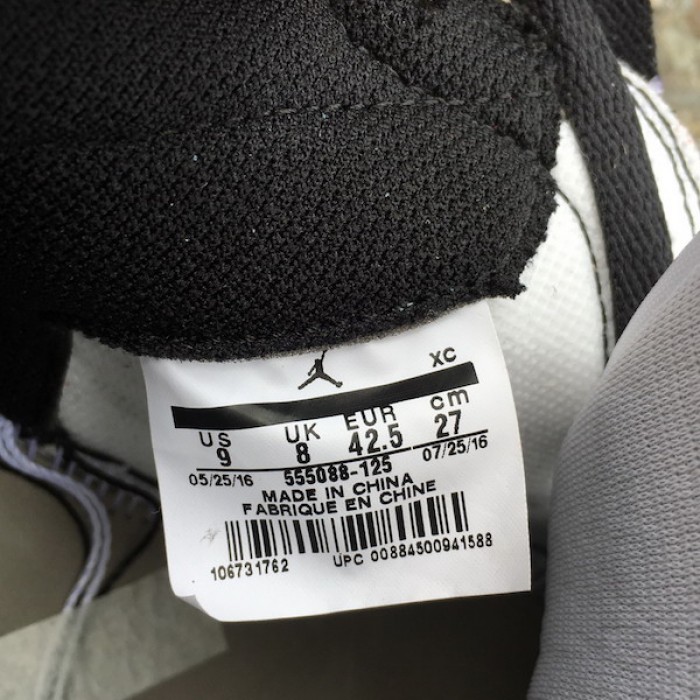 XC
US UK EUR cm
9 8 42.5 27
05/25/16 555088-125 07/25/16
MADE IN CHINA
FABRIQUE EN CHINE
106731762 UPC 00884500941588